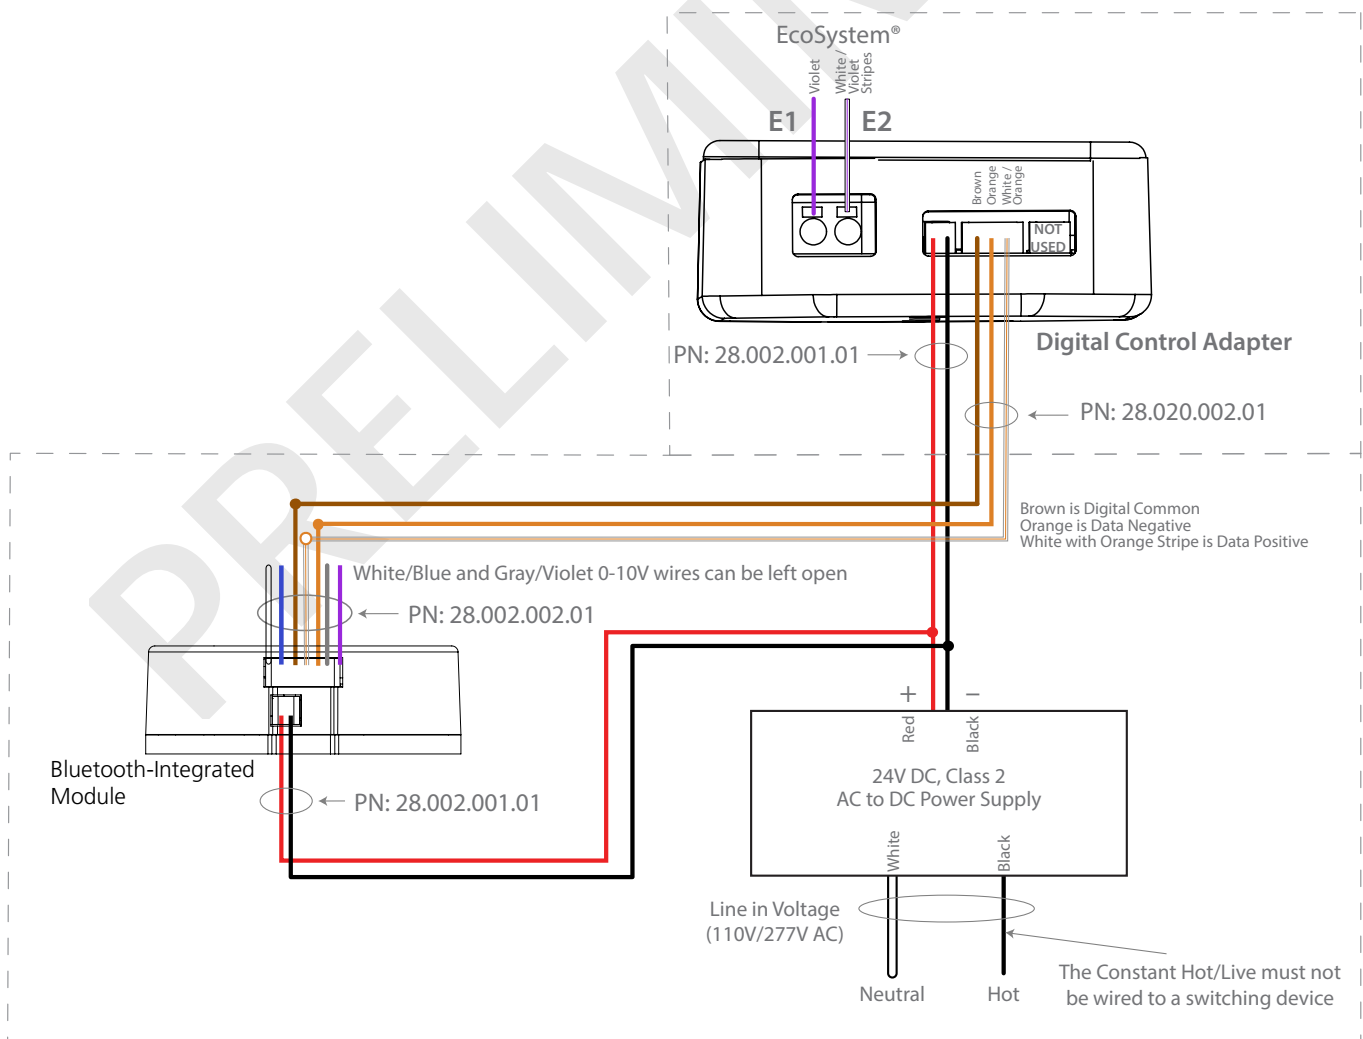 PRELIMIN
EcoSystem®
Violet
White /
Violet
Stripes
E1
E2
Brown
Orange
White /
Orange
NOT
USED
Digital Control Adapter
PN: 28.002.001.01
PN: 28.020.002.01
Brown is Digital Common
Orange is Data Negative
White with Orange Stripe is Data Positive
White/Blue and Gray/Violet 0-10V wires can be left open
PN: 28.002.002.01
+
–
Red
Black
Bluetooth-Integrated
Module
PN: 28.002.001.01
24V DC, Class 2
AC to DC Power Supply
White
Black
Line in Voltage
(110V/277V AC)
Neutral
Hot
The Constant Hot/Live must not
be wired to a switching device